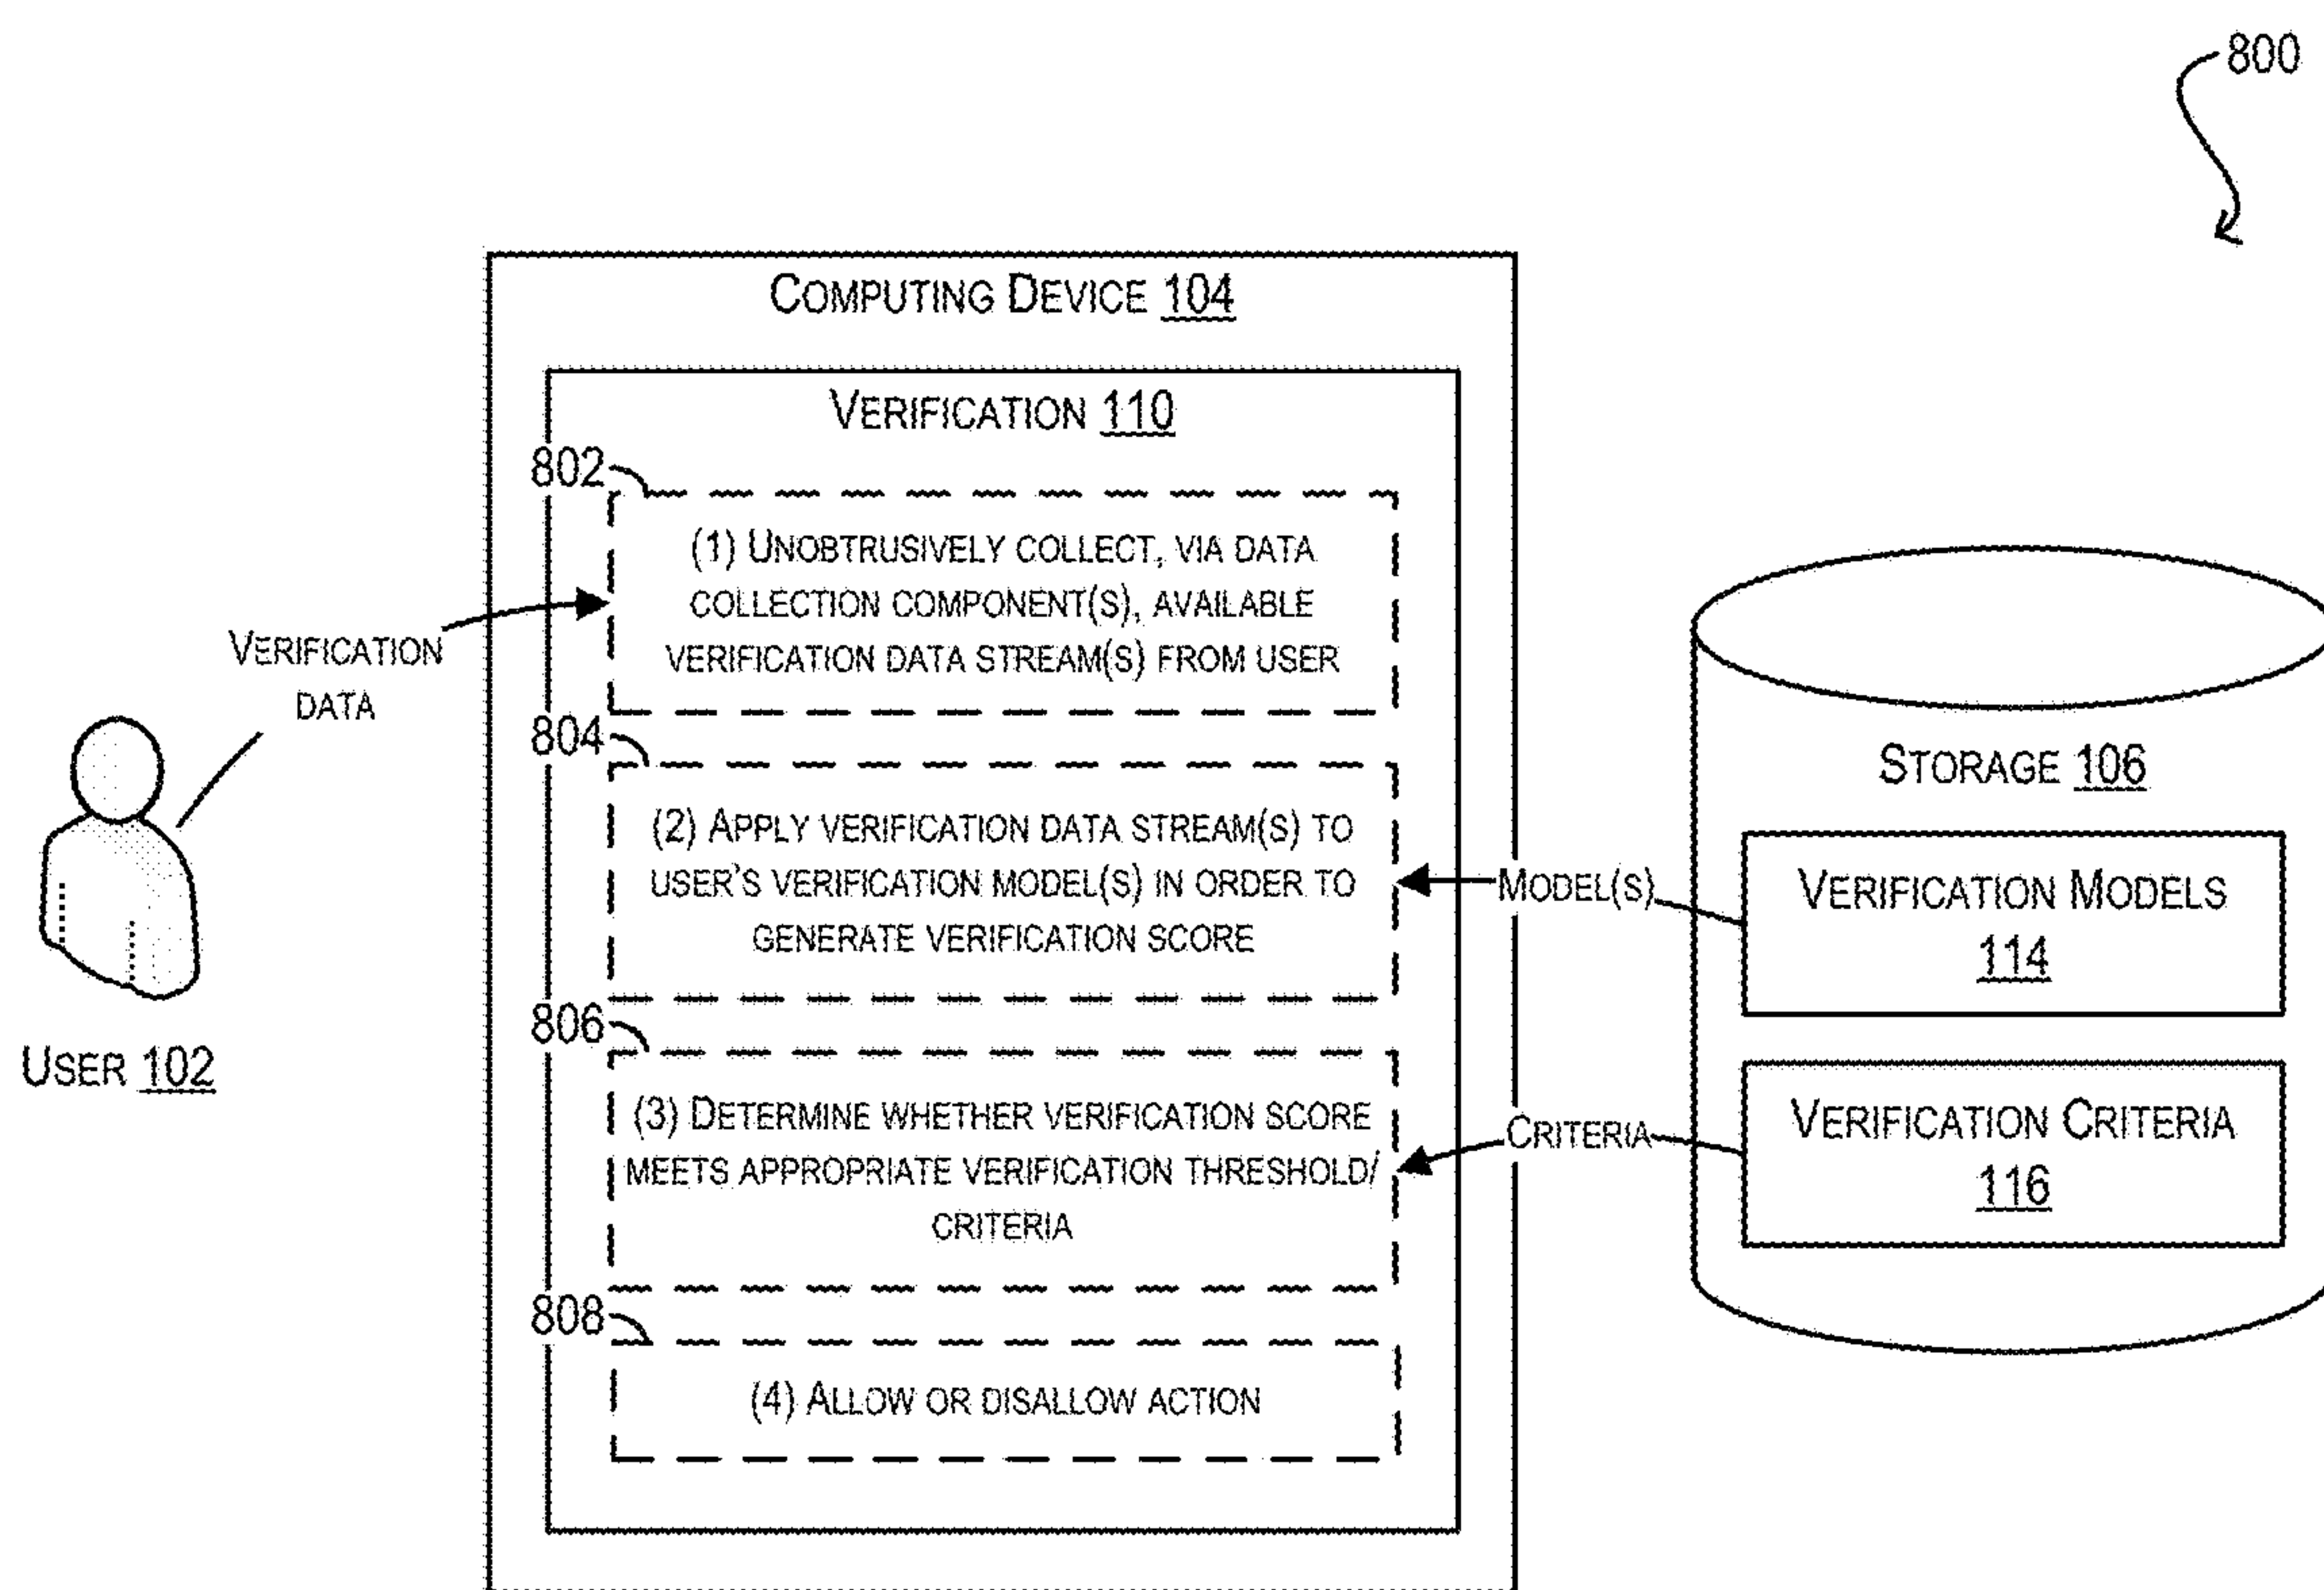 800
COMPUTING DEVICE 104
VERIFICATION 110
802
(1) UNOBTRUSIVELY COLLECT, VIA DATA
COLLECTION COMPONENT(S), AVAILABLE
VERIFICATION DATA STREAM(S) FROM USER
VERIFICATION
DATA
804
(2) APPLY VERIFICATION DATA STREAM(S) TO
USER'S VERIFICATION MODEL(S) IN ORDER TO
GENERATE VERIFICATION SCORE
806
(3) DETERMINE WHETHER VERIFICATION SCORE
MEETS APPROPRIATE VERIFICATION THRESHOLD/
CRITERIA
808
(4) ALLOW OR DISALLOW ACTION
USER 102
MODEL(S)
CRITERIA
STORAGE 106
VERIFICATION MODELS
114
VERIFICATION CRITERIA
116